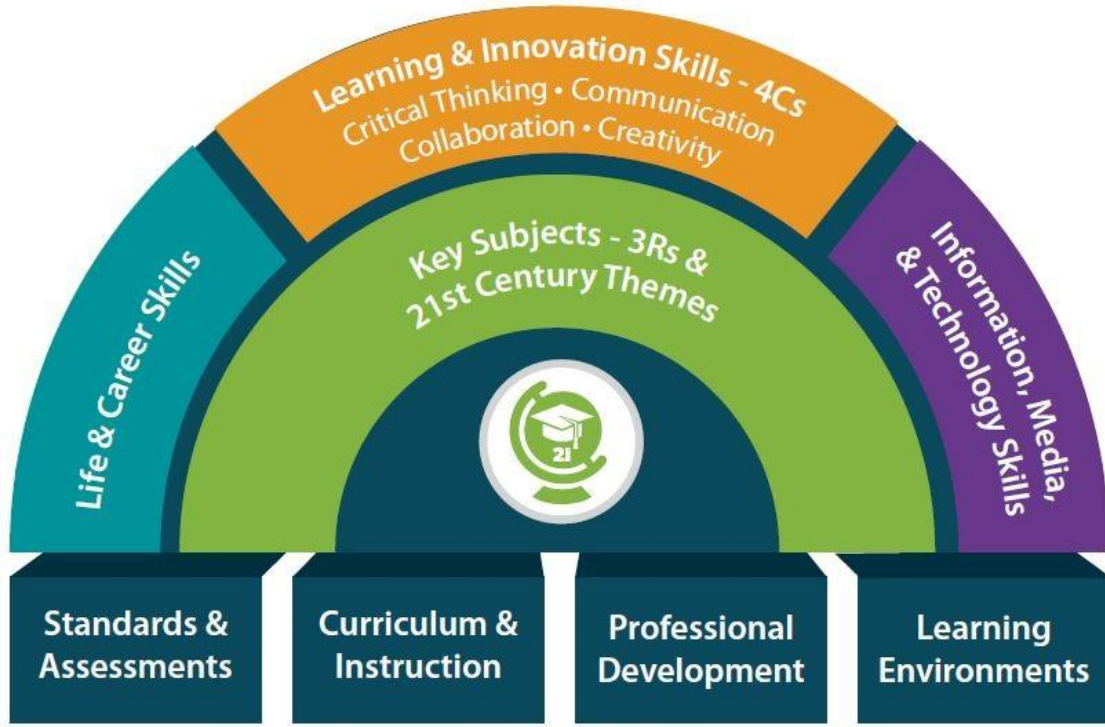 Learning & Innovation Skills - 4Cs
Critical Thinking • Communication
Collaboration • Creativity
Life & Career Skills
Key Subjects - 3Rs &
21st Century Themes
Information, Media,
& Technology Skills
21
Standards &
Assessments
Curriculum &
Instruction
Professional
Development
Learning
Environments